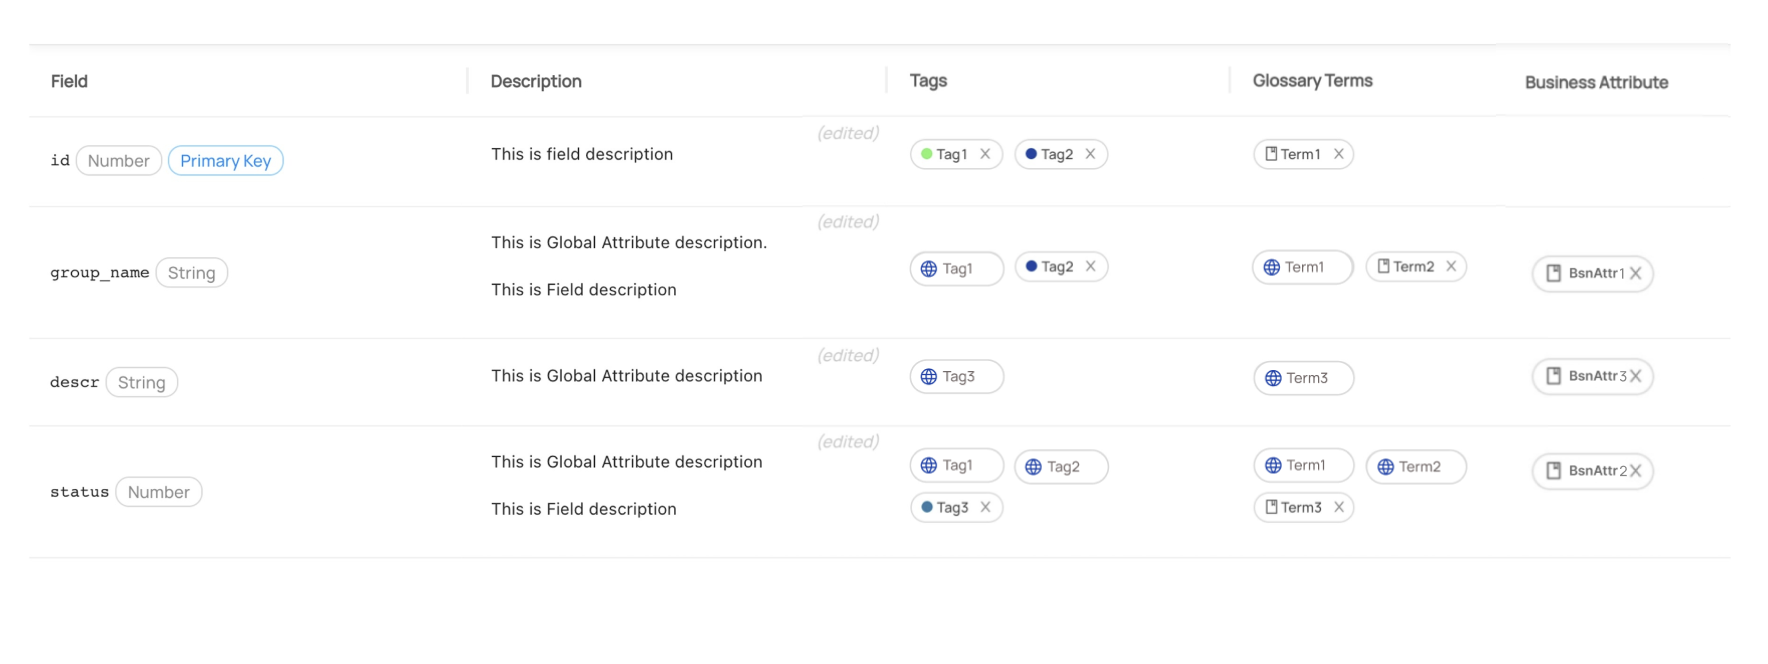 Field Description Tags Glossary Terms Business Attribute
(edited)
id Number Primary Key This is field description Tag1 X Tag2 X Term1 X
(edited)
This is Global Attribute description.
group_name String Tag1 Tag2 X Term1 Term2 X BsnAttr1 X
This is Field description
(edited)
descr String This is Global Attribute description Tag3 Term3 BsnAttr3 X
(edited)
This is Global Attribute description Tag1 Tag2 Term1 Term2 BsnAttr2 X
status Number
This is Field description Tag3 X Term3 X